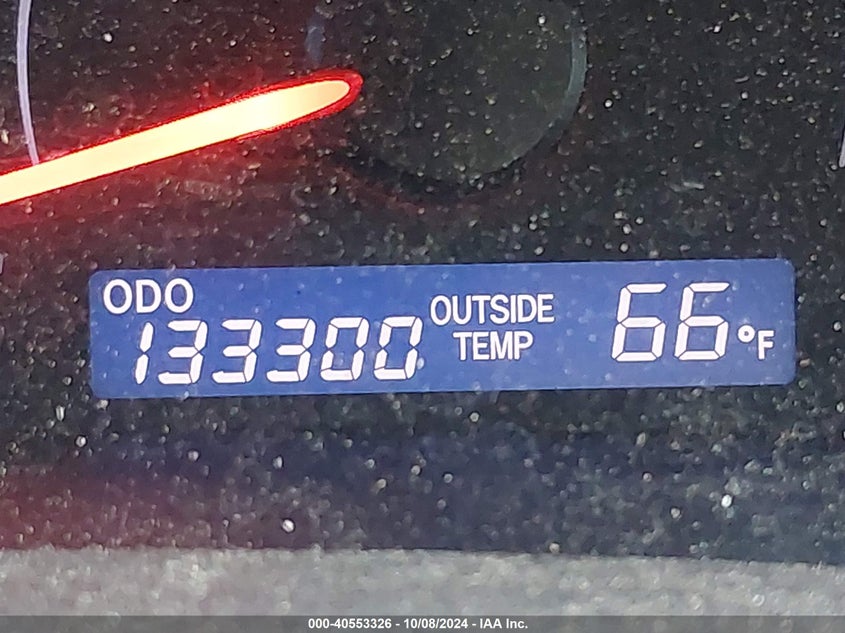 ODO
133300
OUTSIDE
TEMP
66°F
000-40553326 - 10/08/2024 - IAA Inc.